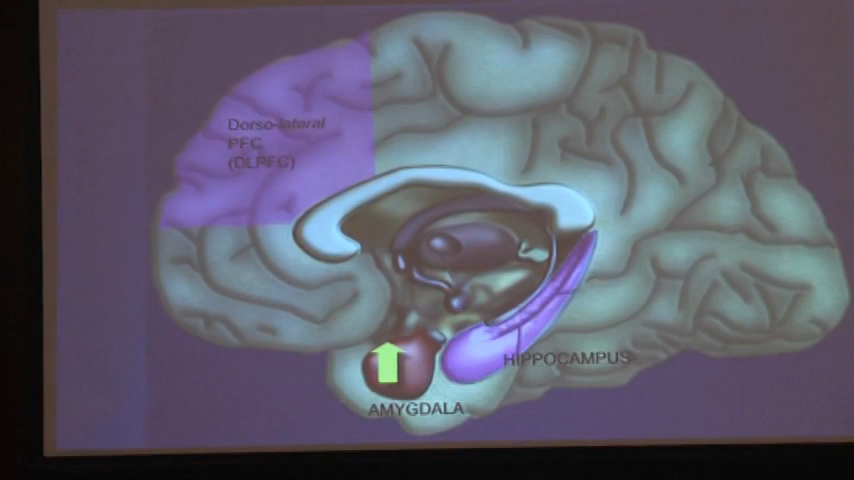 Dorso-lateral
PFC
(DLPFC)
HIPPOCAMPUS
AMYGDALA